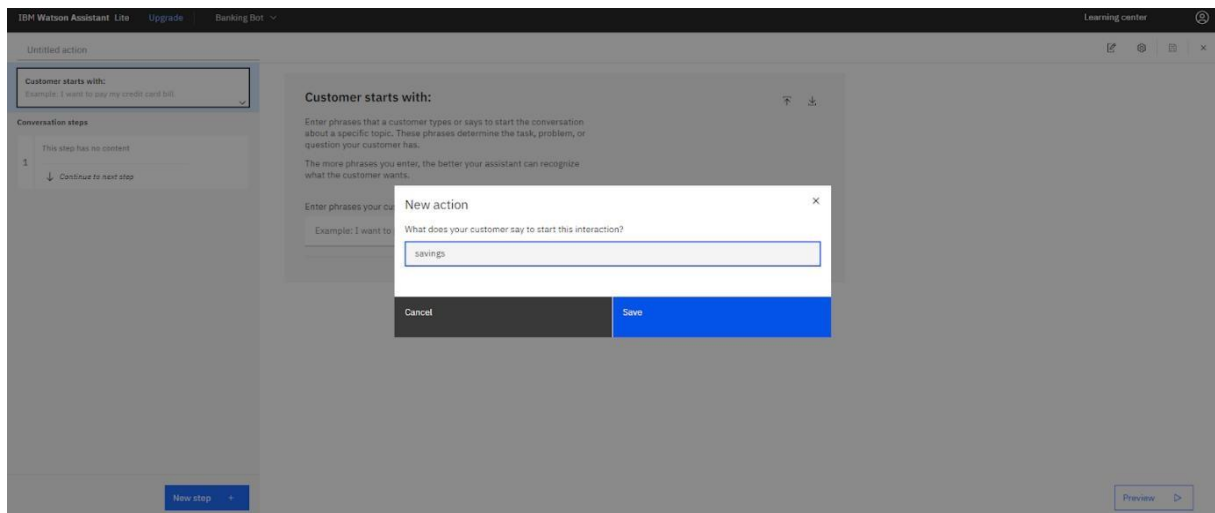 IBM Watson Assistant Lite Upgrade Banking Bot Learning center
Untitled action
Customer starts with:
Example: I want to pay my credit card bill.
Conversation steps
1
This step has no content
Continue to next step
New step +
Customer starts with:
Enter phrases that a customer types or says to start the conversation
about a specific topic. These phrases determine the task, problem, or
question your customer has.
The more phrases you enter, the better your assistant can recognize
what the customer wants.
Enter phrases your cu
Example: I want to
New action
What does your customer say to start this interaction?
savings
Cancel Save
Preview